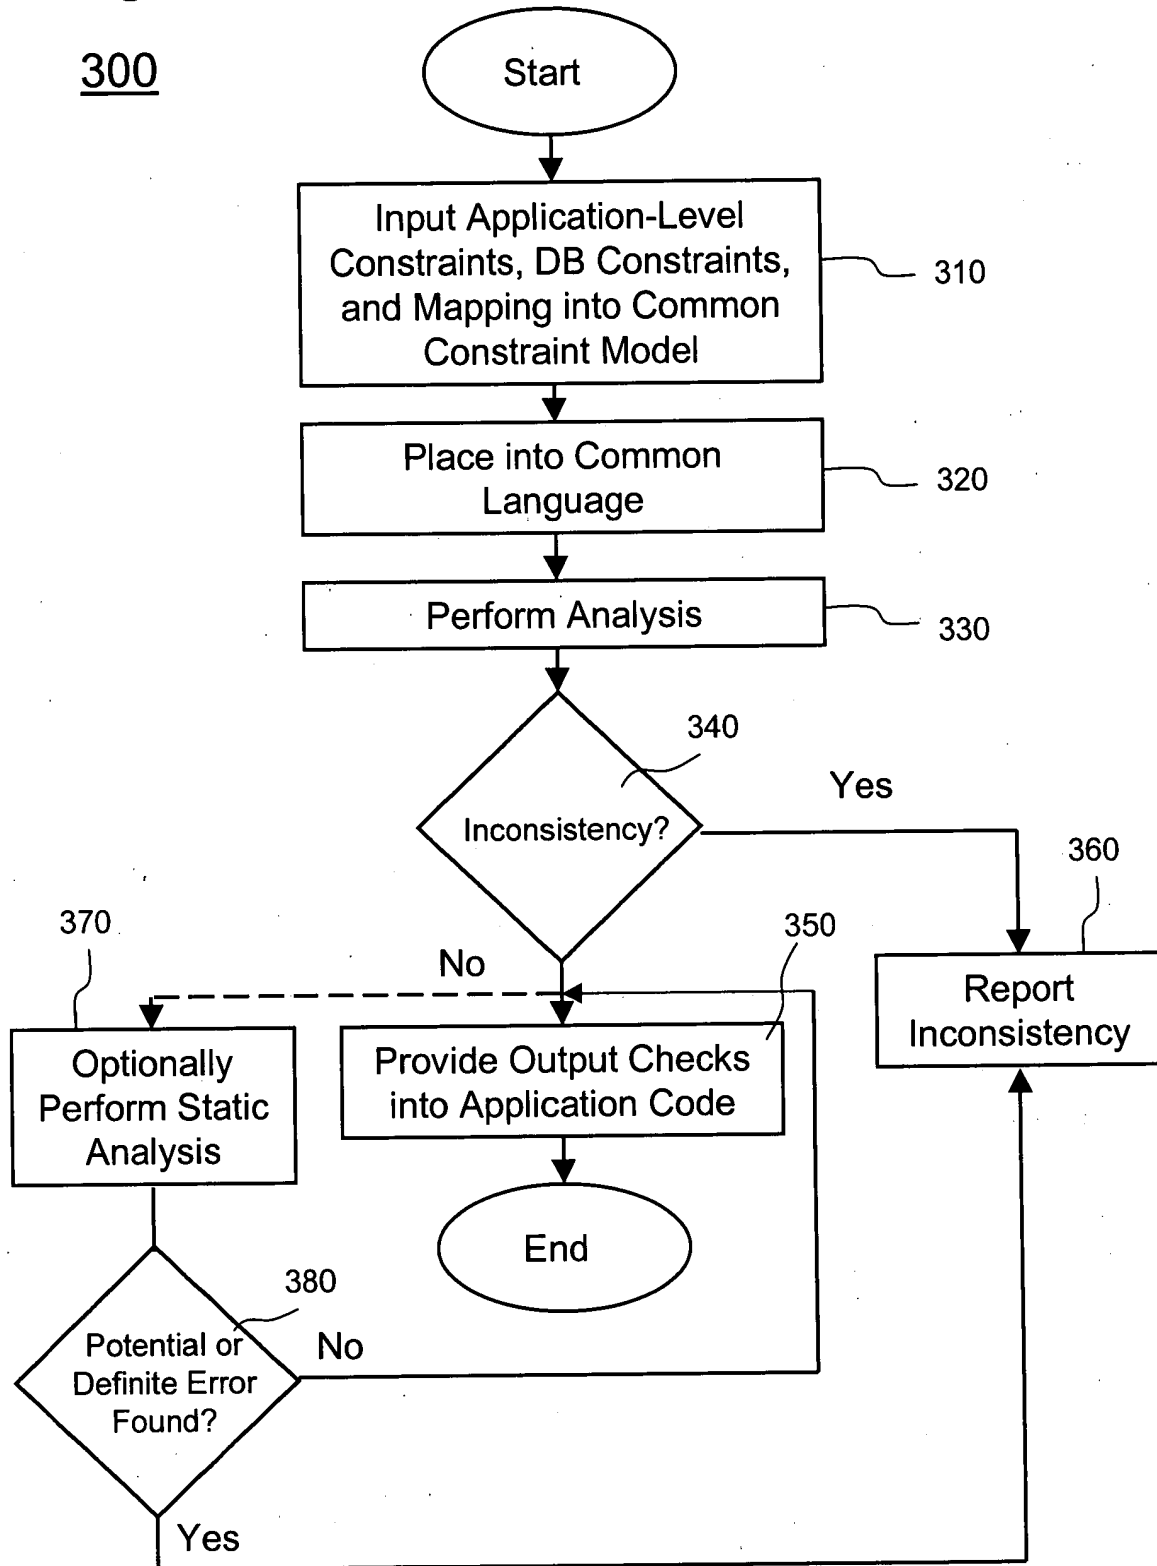 300
Start
Input Application-Level
Constraints, DB Constraints,
and Mapping into Common
Constraint Model
310
Place into Common
Language
320
Perform Analysis
330
340
Inconsistency?
Yes
360
Report
Inconsistency
No
370
350
Optionally
Perform Static
Analysis
Provide Output Checks
into Application Code
End
380
Potential or
Definite Error
Found?
No
Yes